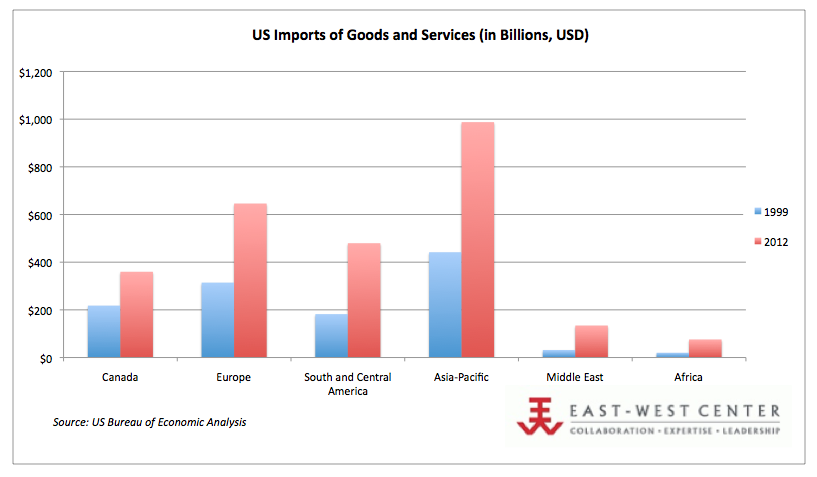 US Imports of Goods and Services (in Billions, USD)
$1,200
$1,000
$800
$600
$400
$200
$0
1999
2012
Canada
Europe
South and Central
America
Asia-Pacific
Middle East
Africa
Source: US Bureau of Economic Analysis
EAST-WEST CENTER
COLLABORATION • EXPERTISE • LEADERSHIP